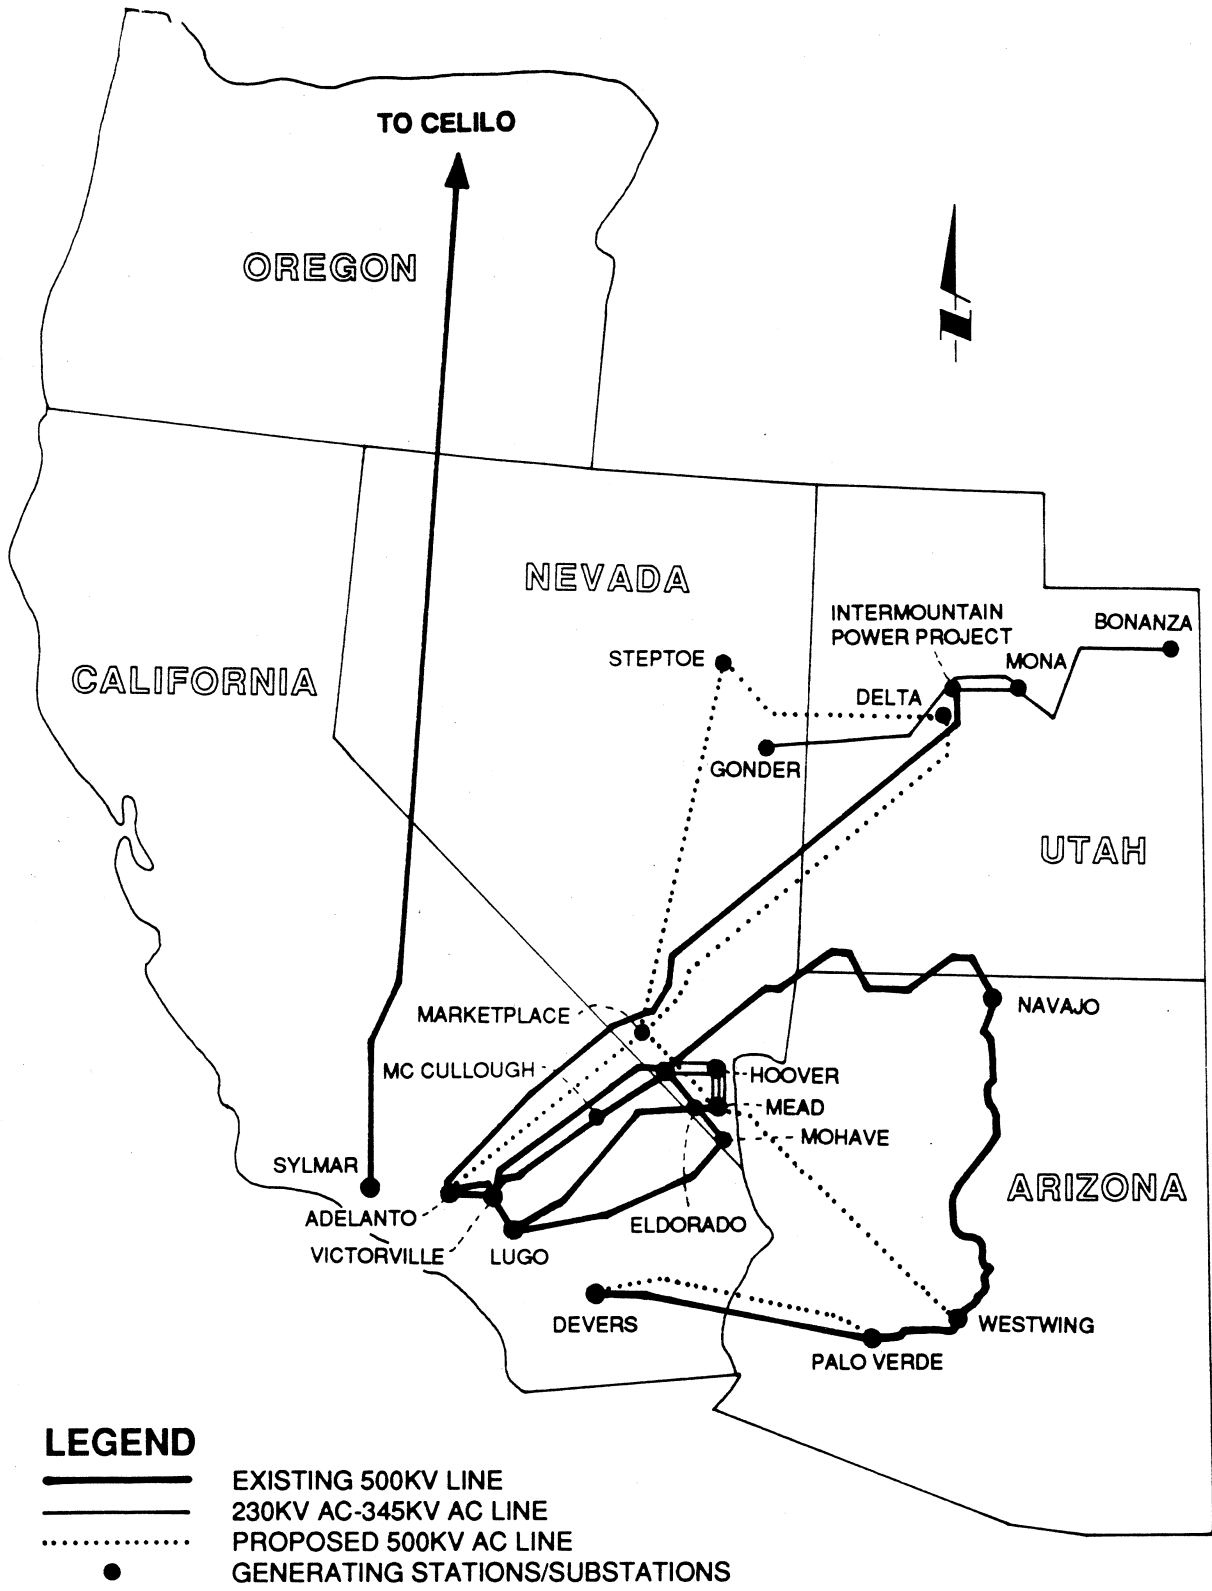 TO CELILO
OREGON
NEVADA
INTERMOUNTAIN
POWER PROJECT
BONANZA
STEPTOE
MONA
CALIFORNIA
DELTA
GONDER
UTAH
MARKETPLACE
NAVAJO
MC CULLOUGH
HOOVER
MEAD
MOHAVE
SYLMAR
ARIZONA
ADELANTO
ELDORADO
VICTORVILLE
LUGO
DEVERS
WESTWING
PALO VERDE
LEGEND
EXISTING 500KV LINE
230KV AC-345KV AC LINE
PROPOSED 500KV AC LINE
GENERATING STATIONS/SUBSTATIONS